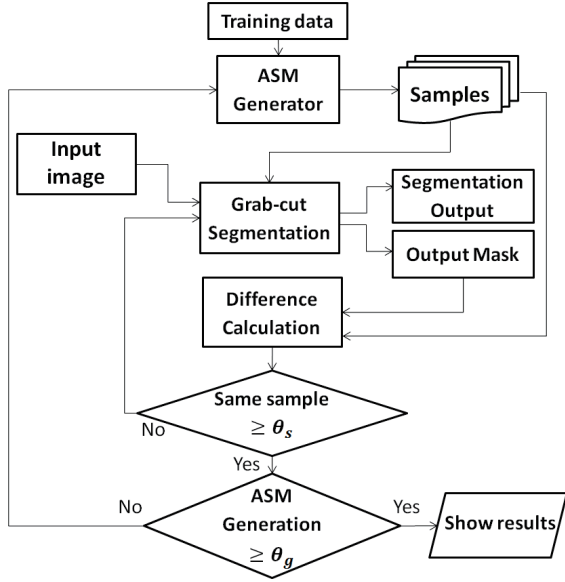 Training data
ASM
Generator
Samples
Input
image
Grab-cut
Segmentation
Segmentation
Output
Output Mask
Difference
Calculation
Same sample
≥ θs
No
Yes
ASM
Generation
≥ θg
No
Yes
Show results